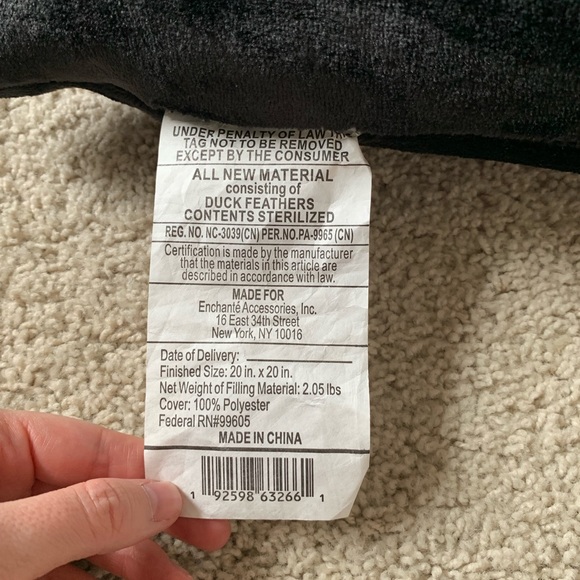 UNDER PENALTY OF LAW THIS
TAG NOT TO BE REMOVED
EXCEPT BY THE CONSUMER
ALL NEW MATERIAL
consisting of
DUCK FEATHERS
CONTENTS STERILIZED
REG. NO. NC-3039(CN) PER.NO.PA-9965 (CN)
Certification is made by the manufacturer
that the materials in this article are
described in accordance with law.
MADE FOR
Enchanté Accessories, Inc.
16 East 34th Street
New York, NY 10016
Date of Delivery:
Finished Size: 20 in. x 20 in.
Net Weight of Filling Material: 2.05 lbs
Cover: 100% Polyester
Federal RN#99605
MADE IN CHINA
1 92598 63266 1